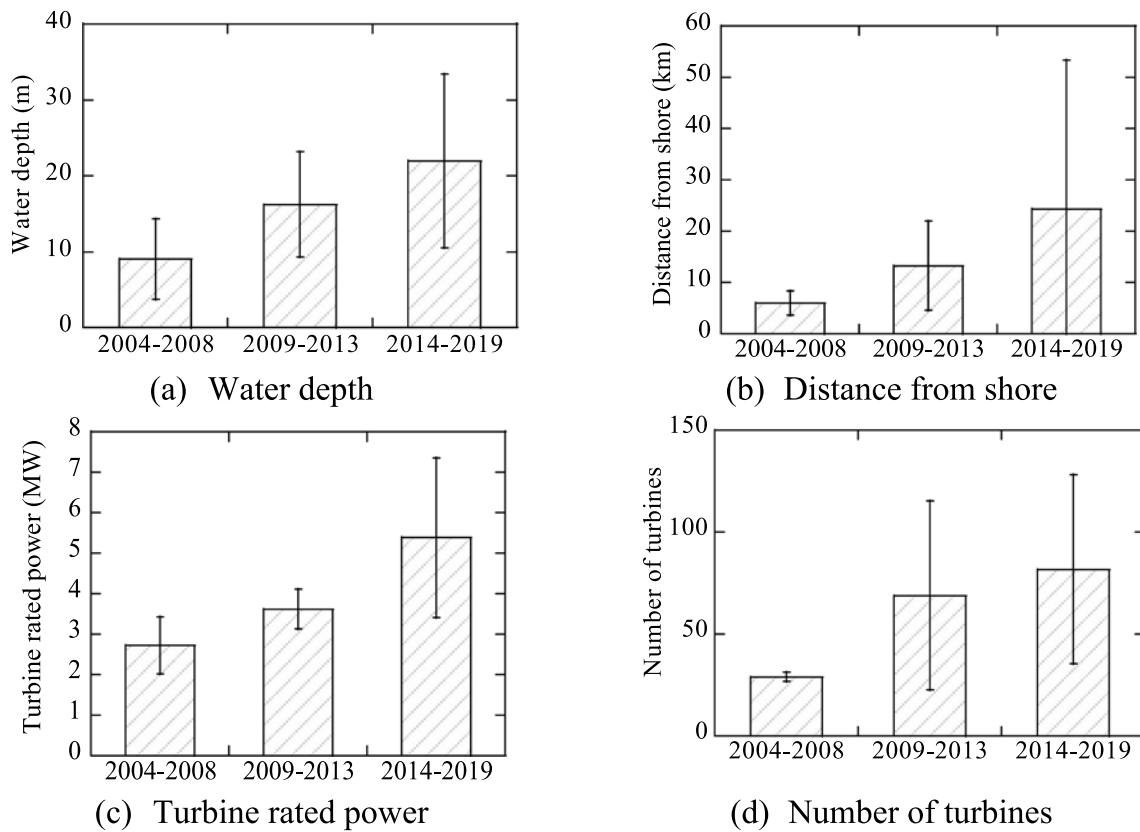 Water depth (m)
40
30
20
10
0
2004-2008 2009-2013 2014-2019
(a) Water depth
Distance from shore (km)
60
50
40
30
20
10
0
2004-2008 2009-2013 2014-2019
(b) Distance from shore
Turbine rated power (MW)
8
7
6
5
4
3
2
1
0
2004-2008 2009-2013 2014-2019
(c) Turbine rated power
Number of turbines
150
100
50
0
2004-2008 2009-2013 2014-2019
(d) Number of turbines